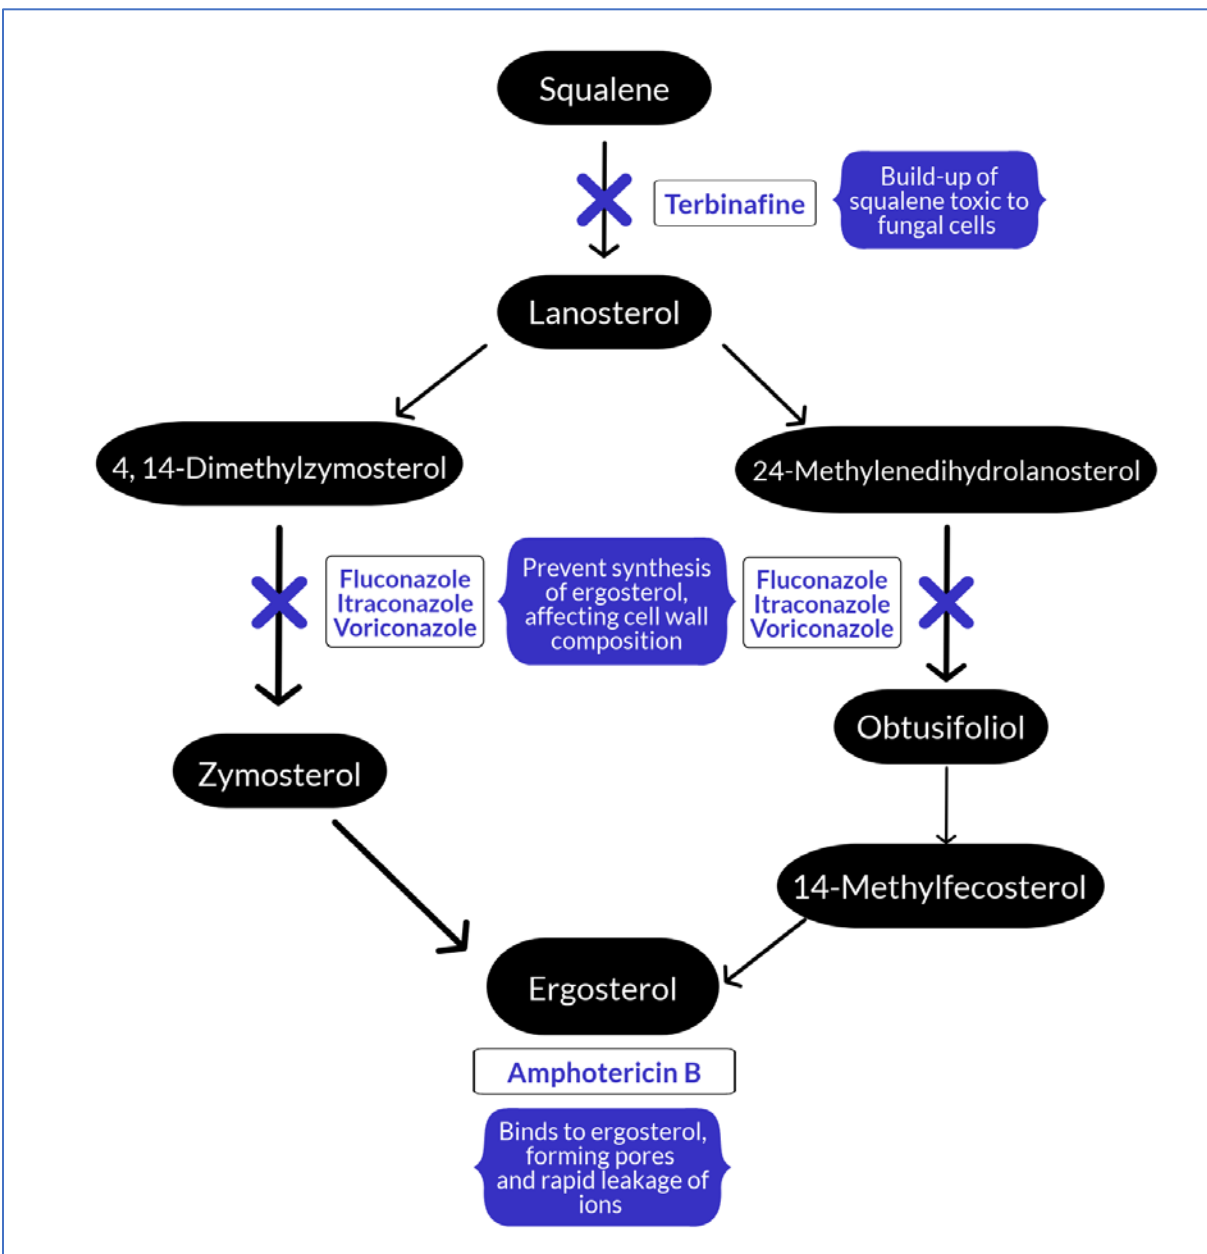 Squalene
Terbinafine
Build-up of
squalene toxic to
fungal cells
Lanosterol
4, 14-Dimethylzymosterol
24-Methylenedihydrolanosterol
Fluconazole
Itraconazole
Voriconazole
Prevent synthesis
of ergosterol,
affecting cell wall
composition
Fluconazole
Itraconazole
Voriconazole
Obtusifoliol
Zymosterol
14-Methylfecosterol
Ergosterol
Amphotericin B
Binds to ergosterol,
forming pores
and rapid leakage of
ions